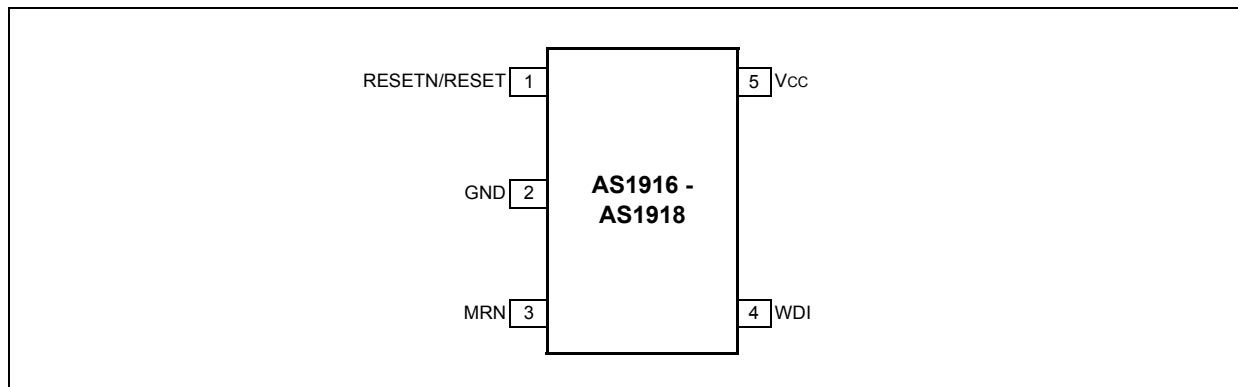 RESETN/RESET 1
5 VCC
GND 2
AS1916 -
AS1918
MRN 3
4 WDI